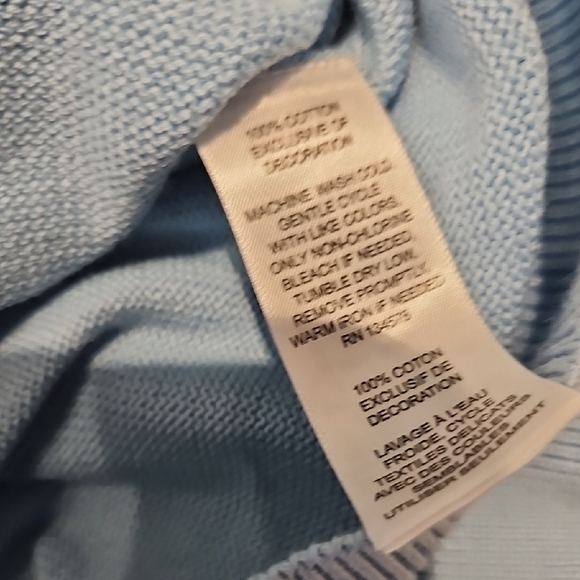 100% COTTON
EXCLUSIVE OF
DECORATION
MACHINE WASH COLD
GENTLE CYCLE
WITH LIKE COLORS.
ONLY NON-CHLORINE
BLEACH IF NEEDED.
TUMBLE DRY LOW.
REMOVE PROMPTLY.
WARM IRON IF NEEDED
RN 134578
100% COTON
EXCLUSIF DE
DECORATION
LAVAGE À L'EAU
FROIDE. CYCLE
TEXTILES DÉLICATS
AVEC DES COULEURS
SEMBLABLES.
UTILISER SEULEMENT